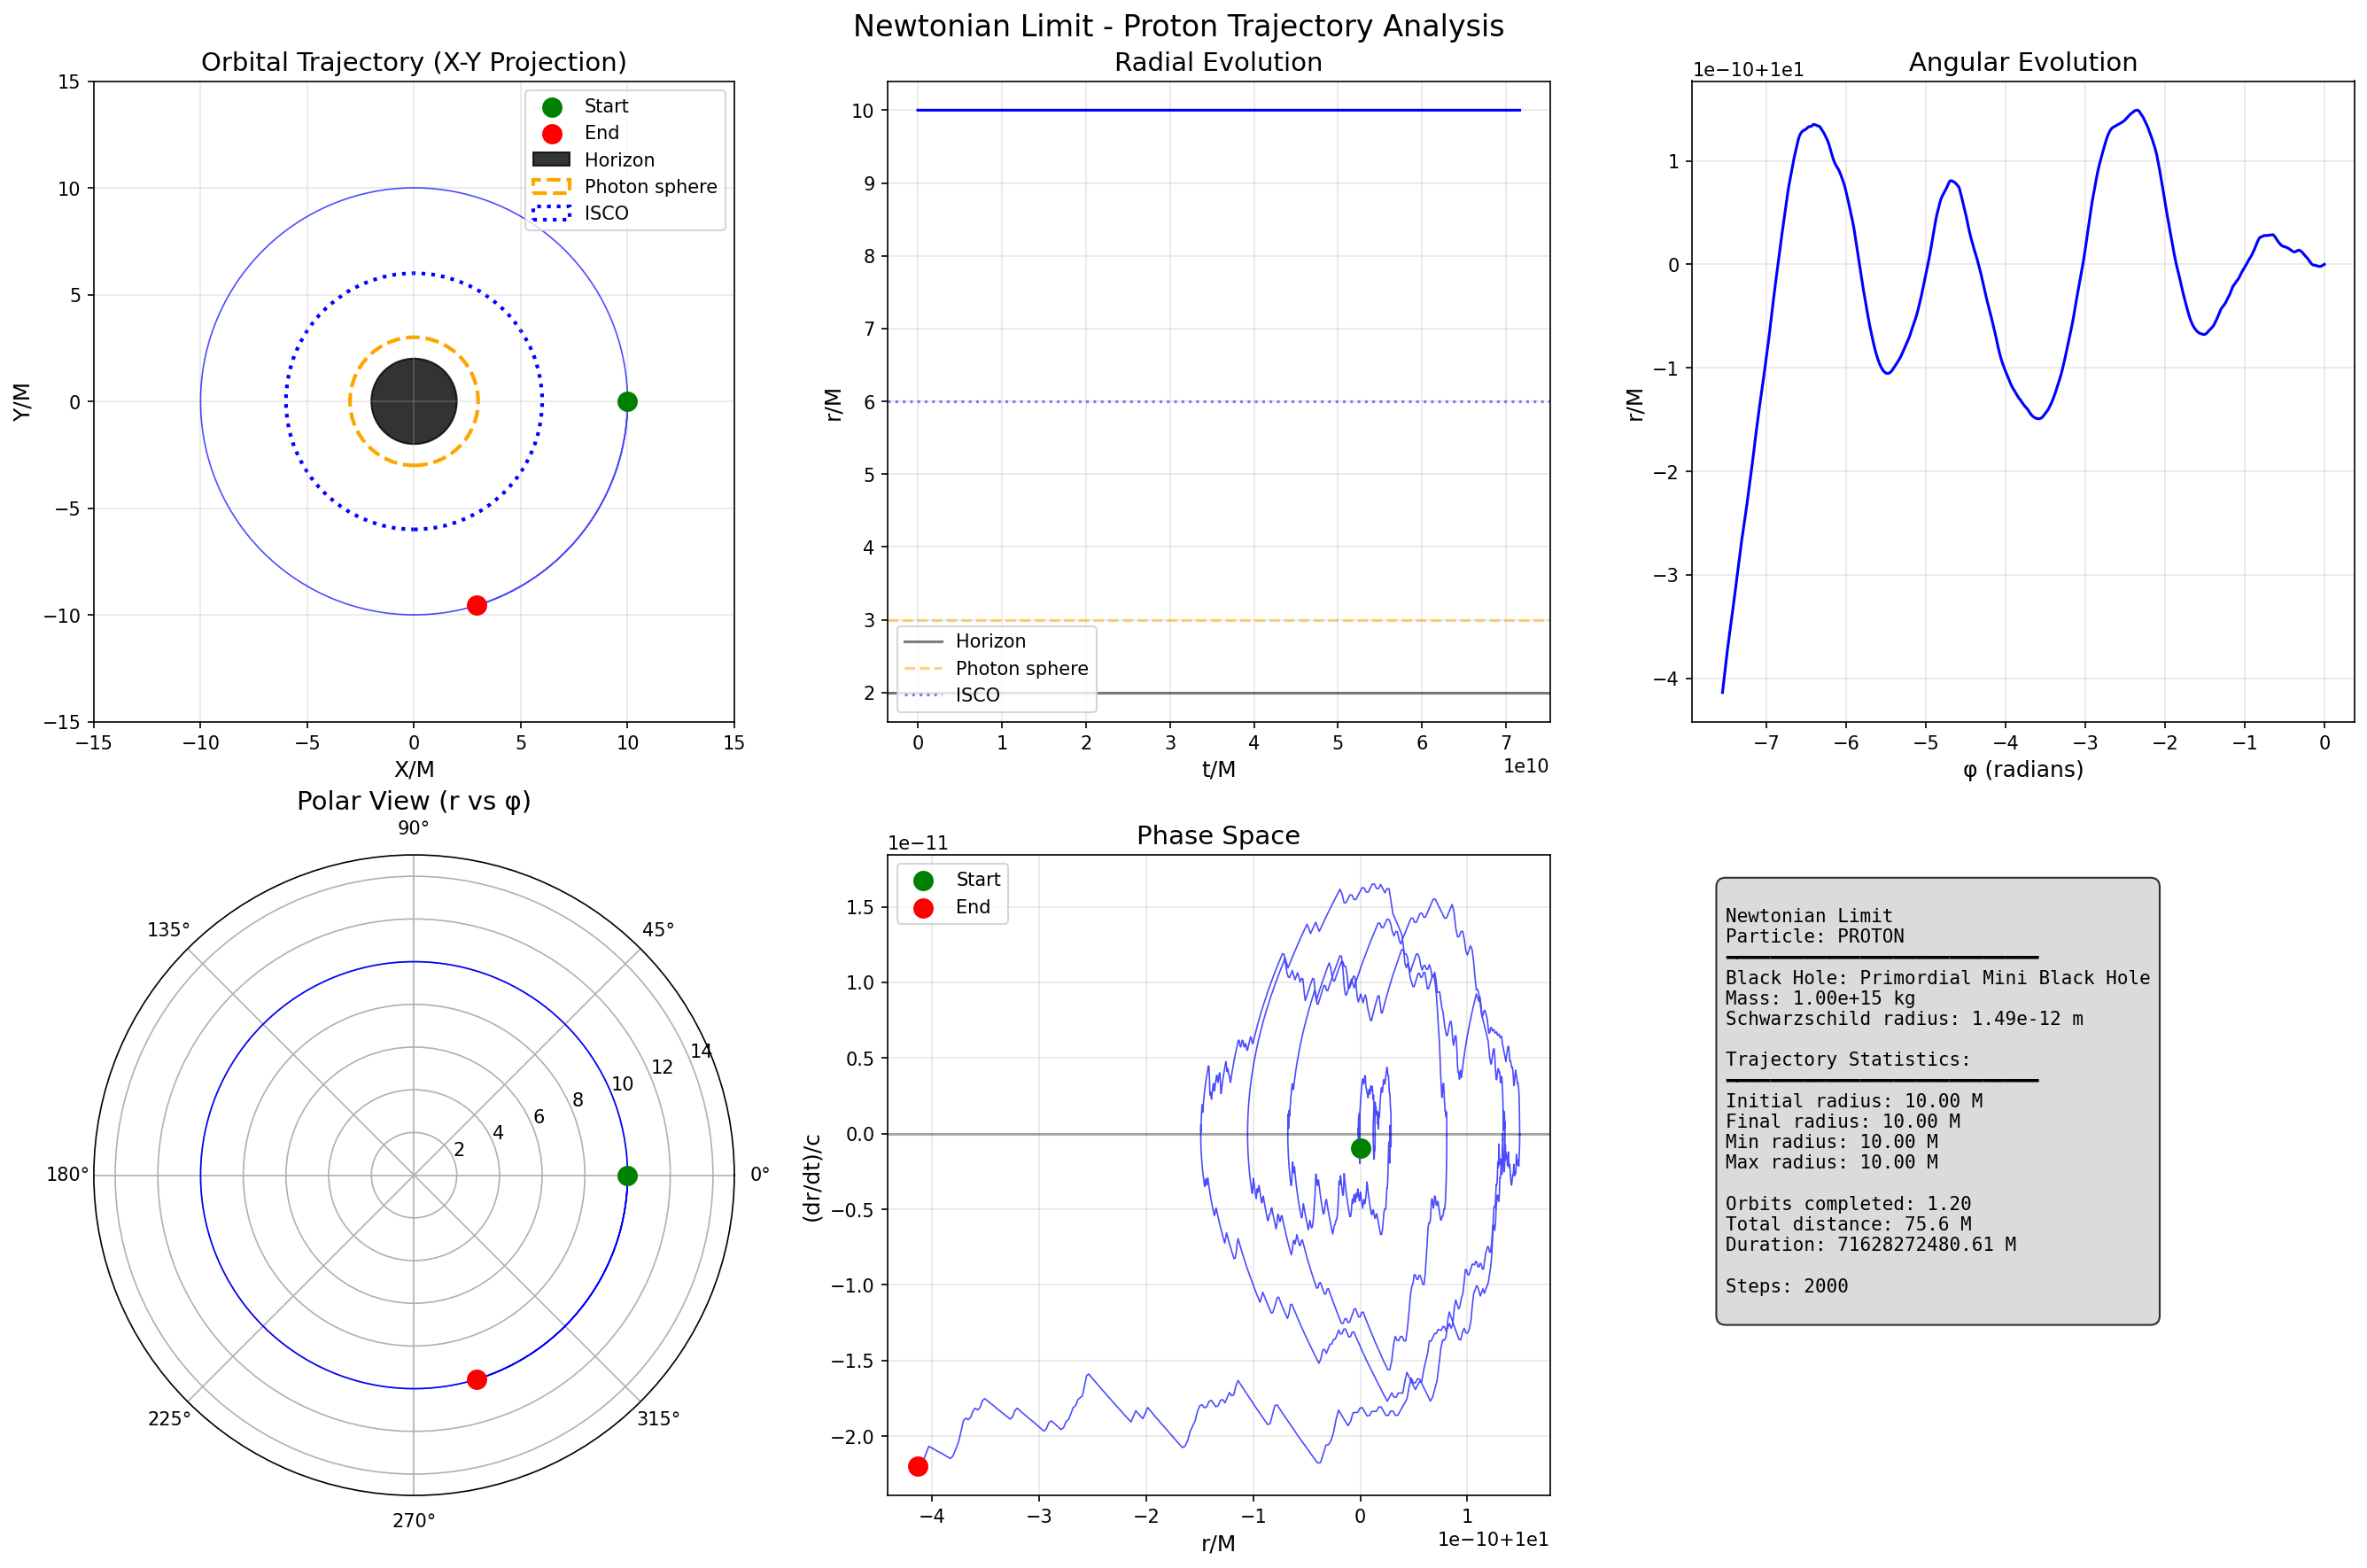 Newtonian Limit - Proton Trajectory Analysis
Orbital Trajectory (X-Y Projection)
15
10
5
0
−5
−10
−15
−15
−10
−5
0
5
10
15
Y/M
X/M
Start
End
Horizon
Photon sphere
ISCO
Radial Evolution
10
9
8
7
6
5
4
3
2
0
1
2
3
4
5
6
7
1e10
r/M
t/M
Horizon
Photon sphere
ISCO
Angular Evolution
1e−10+1e1
1
0
−1
−2
−3
−4
−7
−6
−5
−4
−3
−2
−1
0
r/M
φ (radians)
Polar View (r vs φ)
90°
135°
45°
180°
0°
225°
315°
270°
2
4
6
8
10
12
14
Phase Space
1e−11
1.5
1.0
0.5
0.0
−0.5
−1.0
−1.5
−2.0
−4
−3
−2
−1
0
1
1e−10+1e1
(dr/dt)/c
r/M
Start
End
Newtonian Limit
Particle: PROTON
Black Hole: Primordial Mini Black Hole
Mass: 1.00e+15 kg
Schwarzschild radius: 1.49e-12 m
Trajectory Statistics:
Initial radius: 10.00 M
Final radius: 10.00 M
Min radius: 10.00 M
Max radius: 10.00 M
Orbits completed: 1.20
Total distance: 75.6 M
Duration: 71628272480.61 M
Steps: 2000